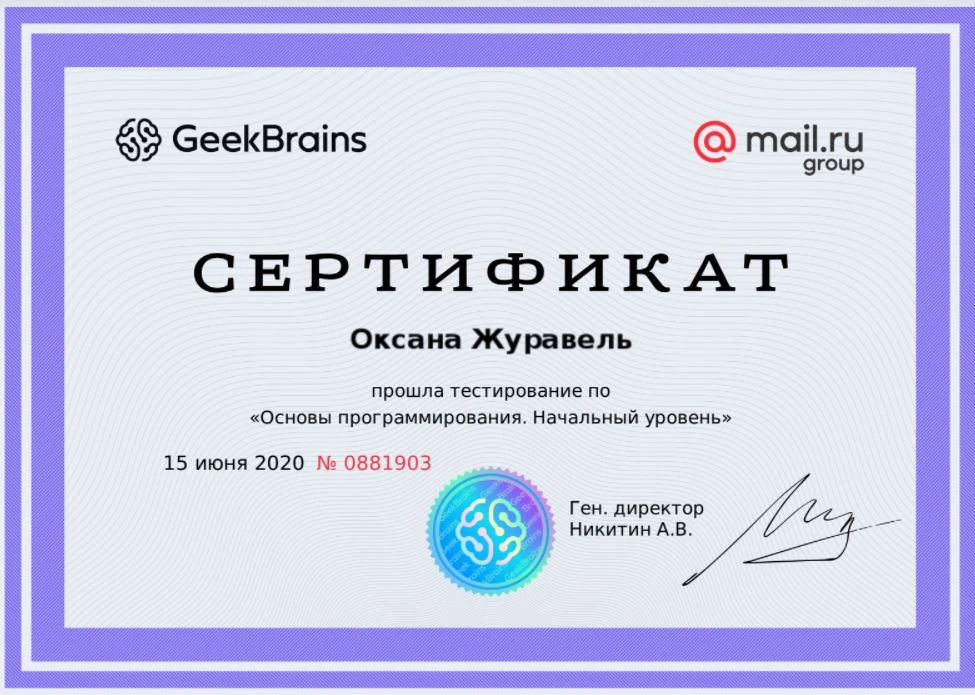 GeekBrains
@ mail.ru
group
СЕРТИФИКАТ
Оксана Журавель
прошла тестирование по
«Основы программирования. Начальный уровень»
15 июня 2020 № 0881903
Ген. директор
Никитин А.В.